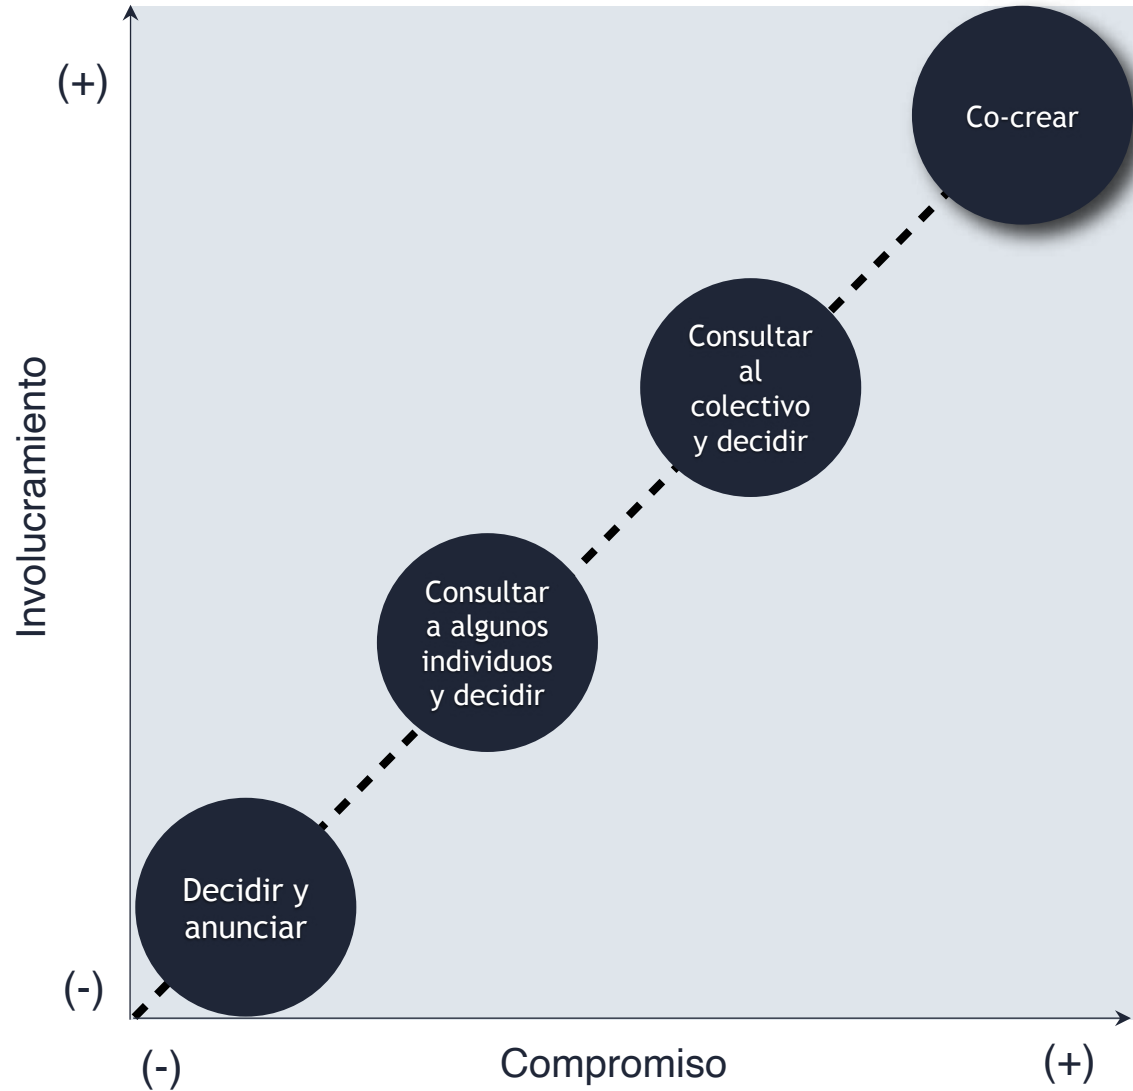 (+)
Co-crear
Consultar
al
colectivo
y decidir
Involucramiento
Consultar
a algunos
individuos
y decidir
Decidir y
anunciar
(-)
(-)
Compromiso
(+)